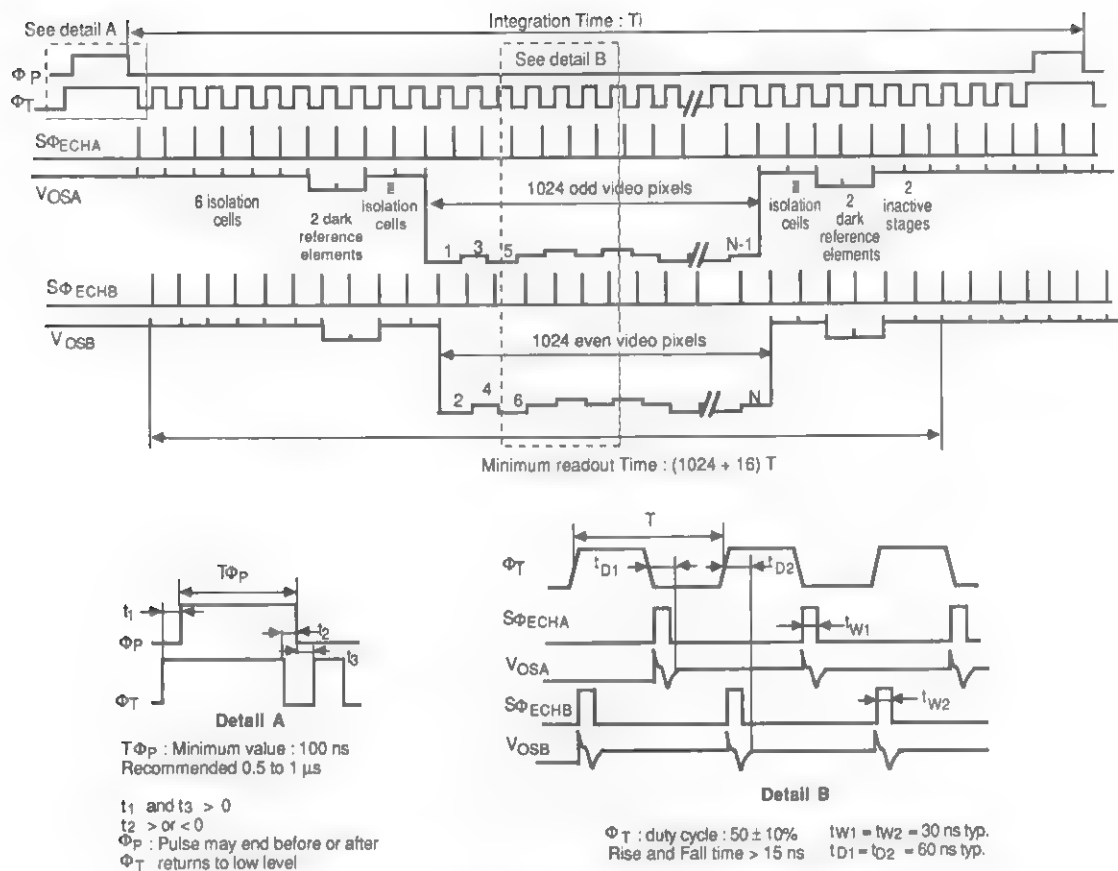 Integration Time : Ti
See detail A
See detail B
ΦP
ΦT
SΦECHA
VOSA
6 isolation
cells
2 dark
reference
elements
isolation
cells
1024 odd video pixels
isolation
cells
2
dark
reference
elements
2
inactive
stages
1 3 5
N-1
SΦECHB
VOSB
1024 even video pixels
2 4 6
N
Minimum readout Time : (1024 + 16) T
TΦP
t1
t2
t3
ΦP
ΦT
Detail A
TΦP : Minimum value : 100 ns
Recommended 0.5 to 1 µs
t1 and t3 > 0
t2 > or < 0
ΦP : Pulse may end before or after
ΦT returns to low level
T
ΦT
tD1
tD2
SΦECHA
tW1
VOSA
SΦECHB
tW2
VOSB
Detail B
ΦT : duty cycle : 50 ± 10% tW1 = tW2 = 30 ns typ.
Rise and Fall time > 15 ns tD1 = tD2 = 60 ns typ.